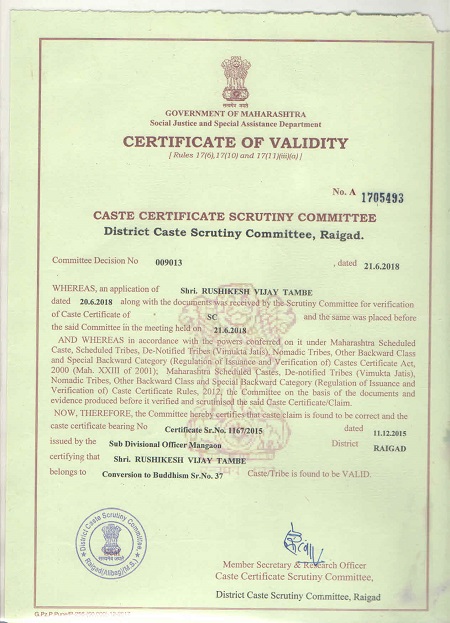 सत्यमेव जयते
GOVERNMENT OF MAHARASHTRA
Social Justice and Special Assistance Department
CERTIFICATE OF VALIDITY
[ Rules 17(6),17(10) and 17(11)(iii)(a) ]
No. A 1705493
CASTE CERTIFICATE SCRUTINY COMMITTEE
District Caste Scrutiny Committee, Raigad.
Committee Decision No 009013 , dated 21.6.2018
WHEREAS, an application of Shri. RUSHIKESH VIJAY TAMBE
dated 20.6.2018 along with the documents was received by the Scrutiny Committee for verification
of Caste Certificate of SC and the same was placed before
the said Committee in the meeting held on 21.6.2018
AND WHEREAS in accordance with the powers conferred on it under Maharashtra Scheduled
Caste, Scheduled Tribes, De-Notified Tribes (Vimukta Jatis), Nomadic Tribes, Other Backward Class
and Special Backward Category (Regulation of Issuance and Verification of) Castes Certificate Act,
2000 (Mah. XXIII of 2001); Maharashtra Scheduled Castes, De-notified Tribes (Vimukta Jatis),
Nomadic Tribes, Other Backward Class and Special Backward Category (Regulation of Issuance and
Verification of) Caste Certificate Rules, 2012, the Committee on the basis of the documents and
evidence produced before it verified and scrutinised the said Caste Certificate/Claim.
NOW, THEREFORE, the Committee hereby certifies that caste claim is found to be correct and the
caste certificate bearing No Certificate Sr.No. 1167/2015 dated 11.12.2015
issued by the Sub Divisional Officer Mangaon District RAIGAD
certifying that Shri. RUSHIKESH VIJAY TAMBE
belongs to Conversion to Buddhism Sr.No. 37 Caste/Tribe is found to be VALID.
District Caste Scrutiny Committee,
Raigad(Alibag)(M.S.)
Member Secretary & Research Officer
Caste Certificate Scrutiny Committee,
District Caste Scrutiny Committee, Raigad